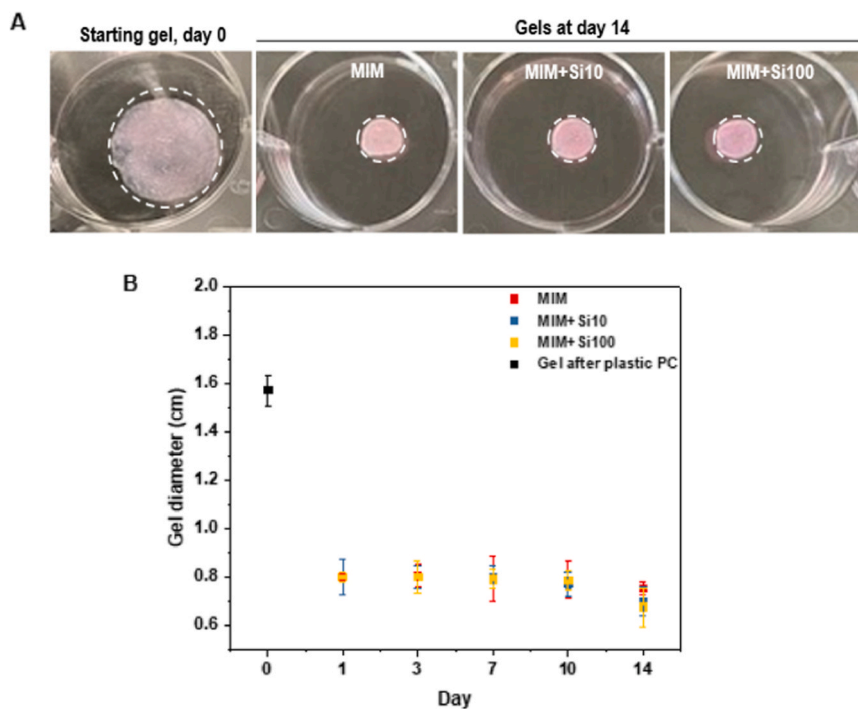 A
Starting gel, day 0
Gels at day 14
MIM
MIM+Si10
MIM+Si100
B
2.0
1.8
1.6
1.4
1.2
1.0
0.8
0.6
Gel diameter (cm)
MIM
MIM+Si10
MIM+Si100
Gel after plastic PC
0 1 3 7 10 14
Day